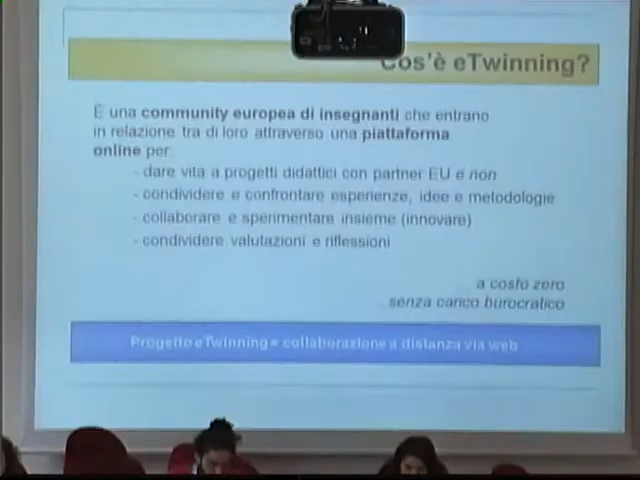 Cos'è eTwinning?
È una community europea di insegnanti che entrano
in relazione tra di loro attraverso una piattaforma
online per:
- dare vita a progetti didattici con partner EU e non
- condividere e confrontare esperienze, idee e metodologie
- collaborare e sperimentare insieme (innovare)
- condividere valutazioni e riflessioni
a costo zero
senza carico burocratico
Progetto eTwinning = collaborazione a distanza via web